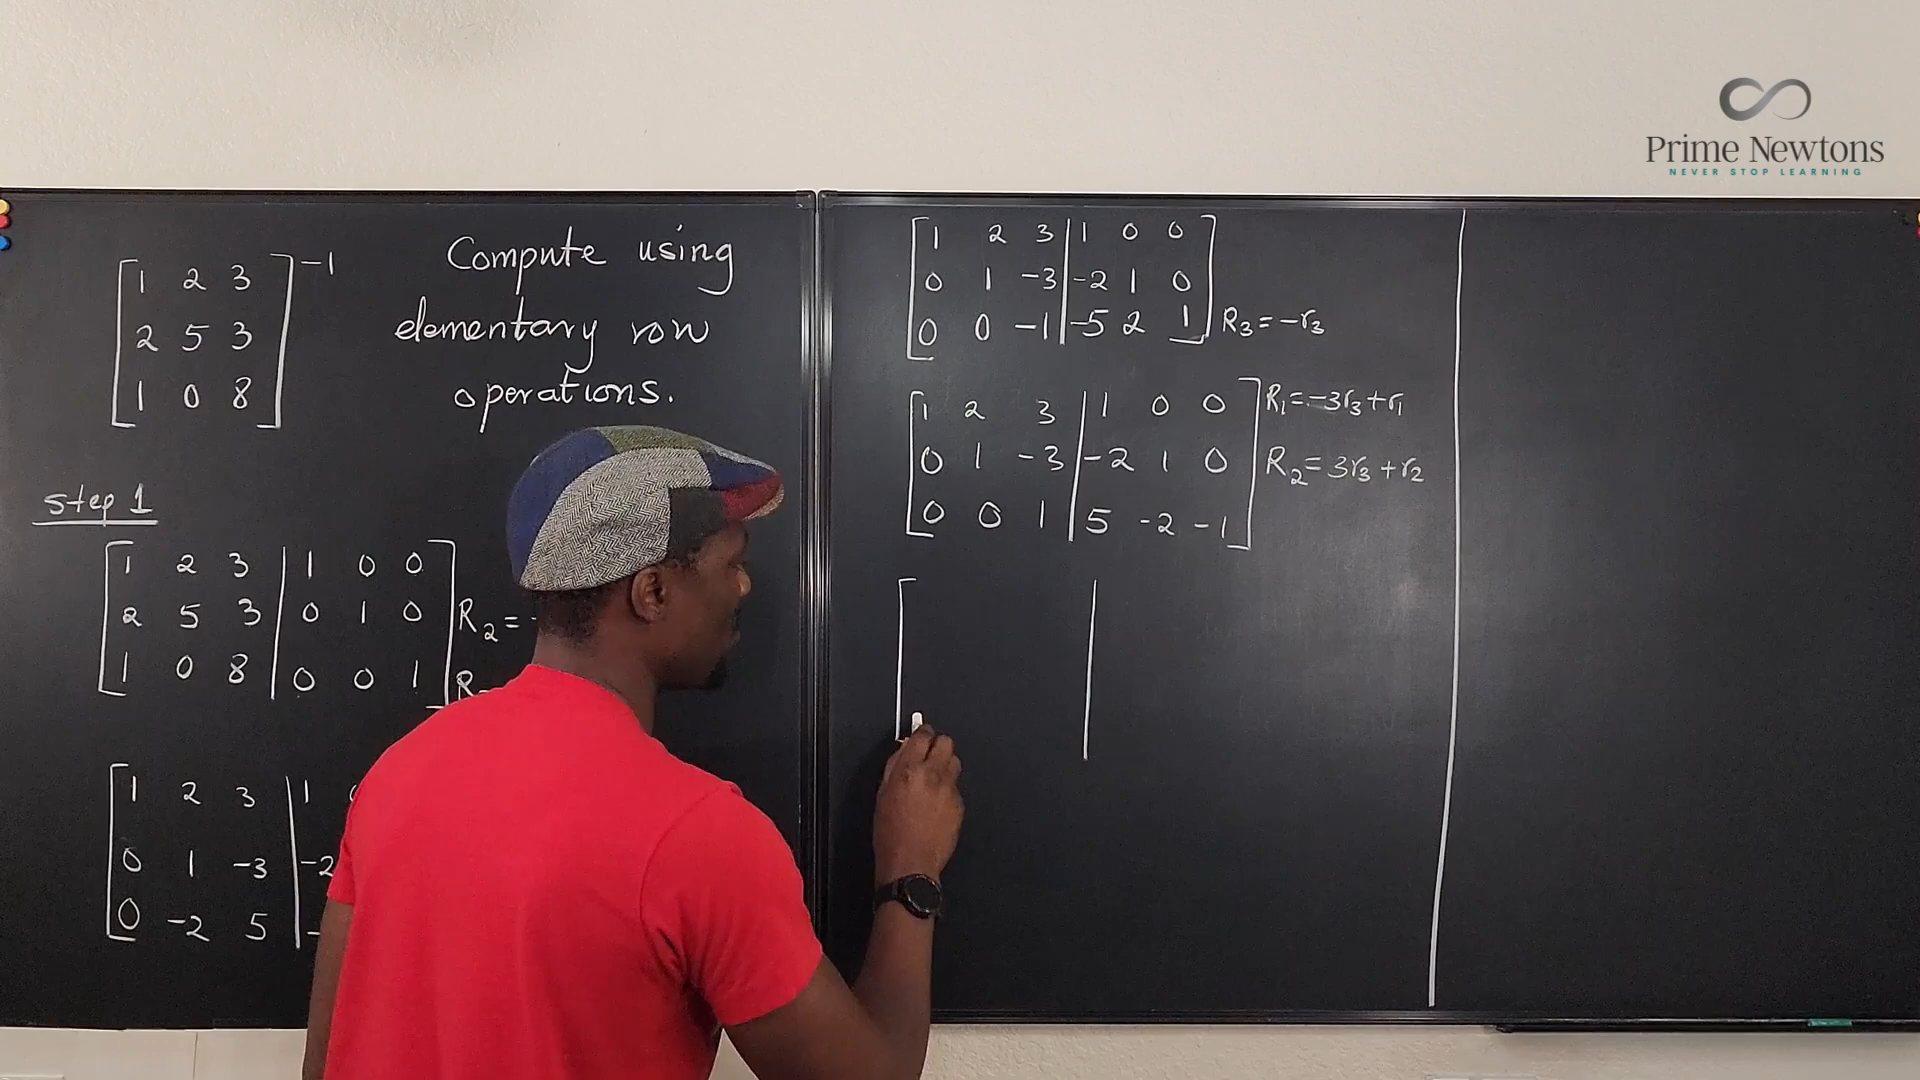 Prime Newtons
NEVER STOP LEARNING
1 2 3
2 5 3
1 0 8
-1
Compute using
elementary row
operations.
step 1
1 2 3 | 1 0 0
2 5 3 | 0 1 0 R2 =
1 0 8 | 0 0 1
1 2 3 | 1
0 1 -3 | -2
0 -2 5 | -
1 2 3 | 1 0 0
0 1 -3 | -2 1 0
0 0 -1 | -5 2 1 R3 = -r3
1 2 3 | 1 0 0 R1 = -3r3 + r1
0 1 -3 | -2 1 0 R2 = 3r3 + r2
0 0 1 | 5 -2 -1